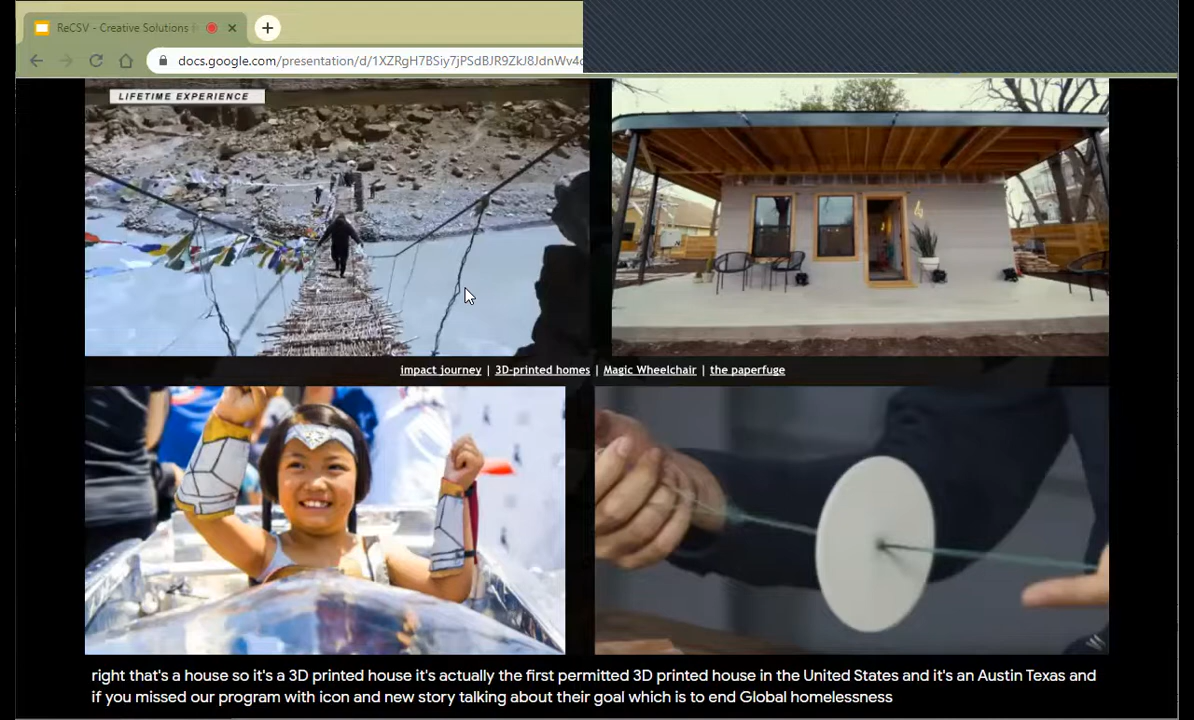 ReCSV - Creative Solutions
docs.google.com/presentation/d/1XZRgH7BSiy7jPSdBJR9ZkJ8JdnWv4
LIFETIME EXPERIENCE
impact journey | 3D-printed homes | Magic Wheelchair | the paperfuge
right that's a house so it's a 3D printed house it's actually the first permitted 3D printed house in the United States and it's an Austin Texas and
if you missed our program with icon and new story talking about their goal which is to end Global homelessness